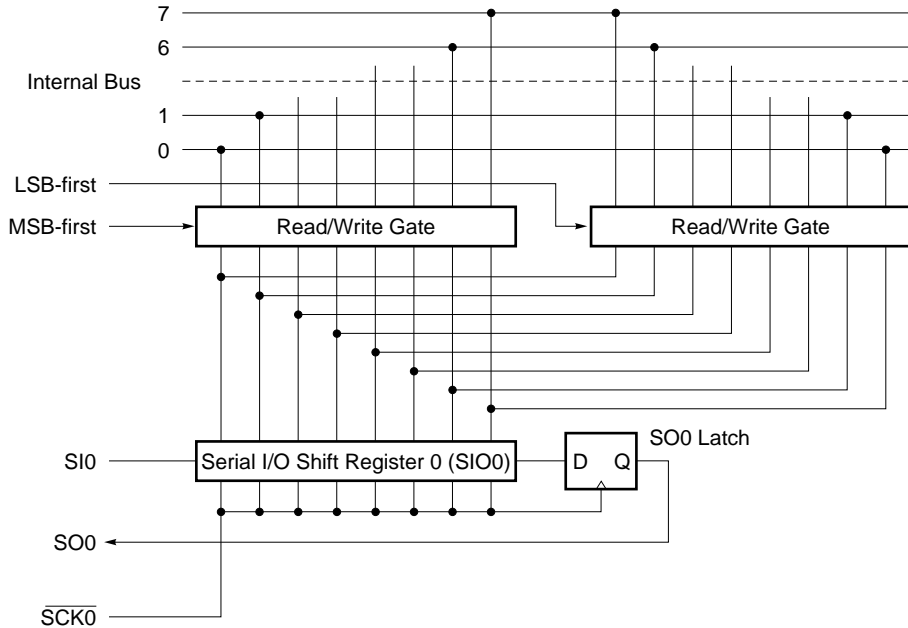 7
6
Internal Bus
1
0
LSB-first
MSB-first
Read/Write Gate
Read/Write Gate
SO0 Latch
SI0
Serial I/O Shift Register 0 (SIO0)
D Q
SO0
SCK0